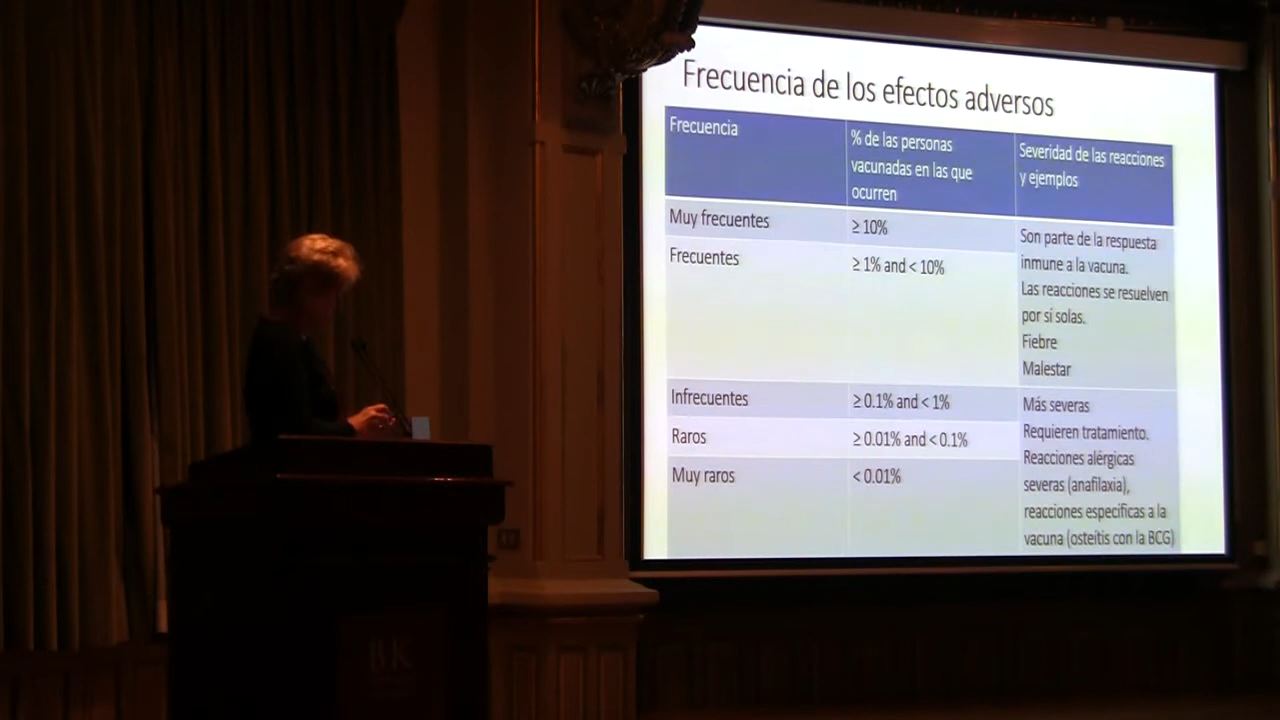 Frecuencia de los efectos adversos
Frecuencia
% de las personas
vacunadas en las que
ocurren
Severidad de las reacciones
y ejemplos
Muy frecuentes
≥ 10%
Frecuentes
≥ 1% and < 10%
Son parte de la respuesta
inmune a la vacuna.
Las reacciones se resuelven
por sí solas.
Fiebre
Malestar
Infrecuentes
≥ 0.1% and < 1%
Raros
≥ 0.01% and < 0.1%
Muy raros
< 0.01%
Más severas
Requieren tratamiento.
Reacciones alérgicas
severas (anafilaxia),
reacciones especificas a la
vacuna (osteitis con la BCG)